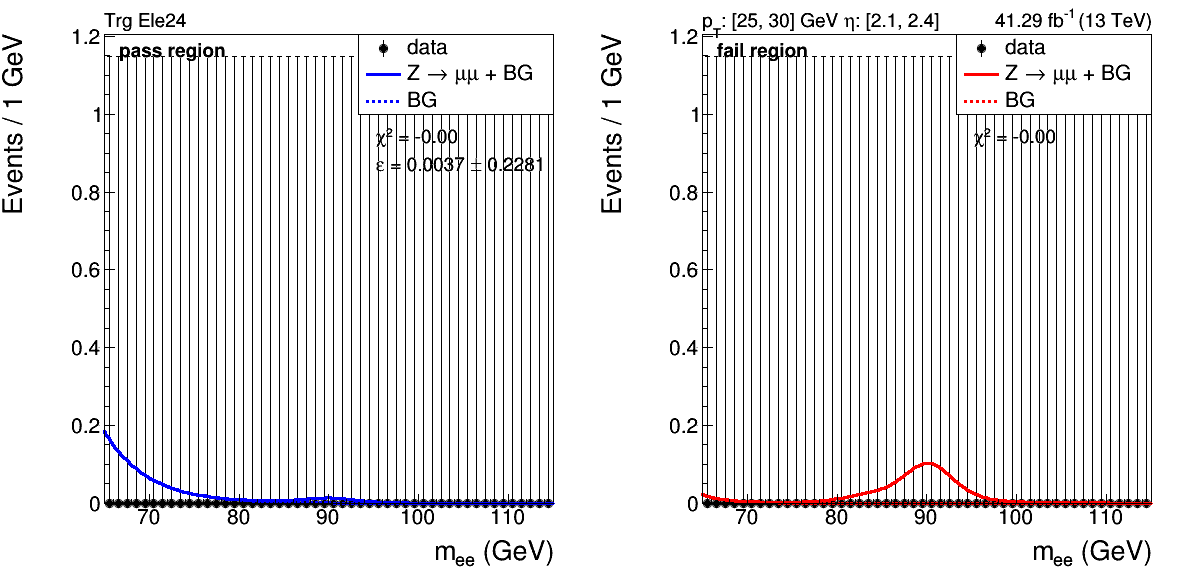 Trg Ele24
pass region
data
Z → μμ + BG
BG
χ² = -0.00
ε = 0.0037 ± 0.2281
Events / 1 GeV
1.2
1
0.8
0.6
0.4
0.2
0
70 80 90 100 110
m_ee (GeV)
p_T: [25, 30] GeV η: [2.1, 2.4] 41.29 fb⁻¹ (13 TeV)
fail region
data
Z → μμ + BG
BG
χ² = -0.00
Events / 1 GeV
1.2
1
0.8
0.6
0.4
0.2
0
70 80 90 100 110
m_ee (GeV)